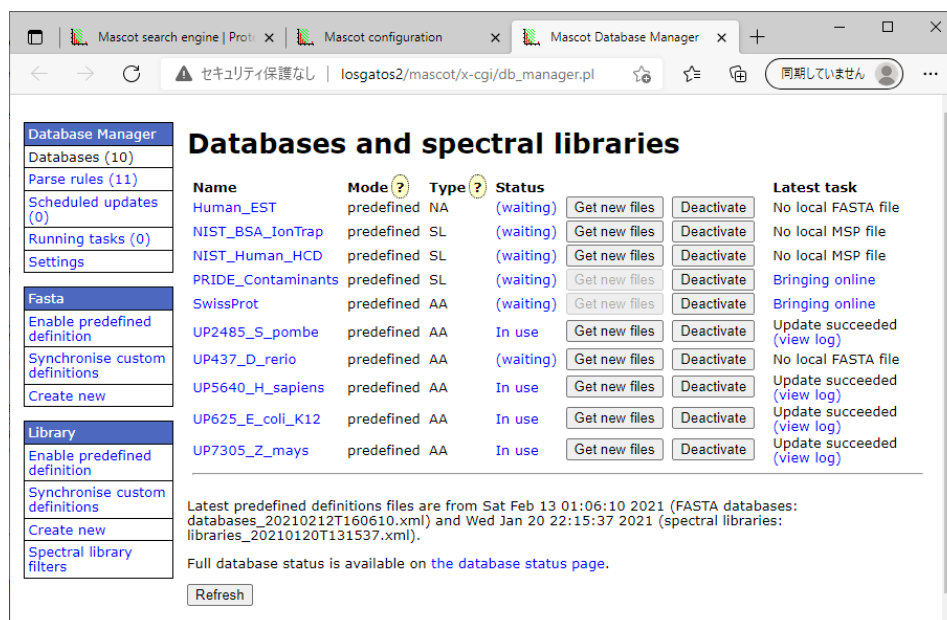 Mascot search engine | Prote
Mascot configuration
Mascot Database Manager
セキュリティ保護なし | losgatos2/mascot/x-cgi/db_manager.pl
同期していません
Database Manager
Databases (10)
Parse rules (11)
Scheduled updates
(0)
Running tasks (0)
Settings
Fasta
Enable predefined
definition
Synchronise custom
definitions
Create new
Library
Enable predefined
definition
Synchronise custom
definitions
Create new
Spectral library
filters
Databases and spectral libraries
Name Mode ? Type ? Status Latest task
Human_EST predefined NA (waiting) Get new files Deactivate No local FASTA file
NIST_BSA_IonTrap predefined SL (waiting) Get new files Deactivate No local MSP file
NIST_Human_HCD predefined SL (waiting) Get new files Deactivate No local MSP file
PRIDE_Contaminants predefined SL (waiting) Get new files Deactivate Bringing online
SwissProt predefined AA (waiting) Get new files Deactivate Bringing online
UP2485_S_pombe predefined AA In use Get new files Deactivate Update succeeded
(view log)
UP437_D_rerio predefined AA (waiting) Get new files Deactivate No local FASTA file
UP5640_H_sapiens predefined AA In use Get new files Deactivate Update succeeded
(view log)
UP625_E_coli_K12 predefined AA In use Get new files Deactivate Update succeeded
(view log)
UP7305_Z_mays predefined AA In use Get new files Deactivate Update succeeded
(view log)
Latest predefined definitions files are from Sat Feb 13 01:06:10 2021 (FASTA databases:
databases_20210212T160610.xml) and Wed Jan 20 22:15:37 2021 (spectral libraries:
libraries_20210120T131537.xml).
Full database status is available on the database status page.
Refresh